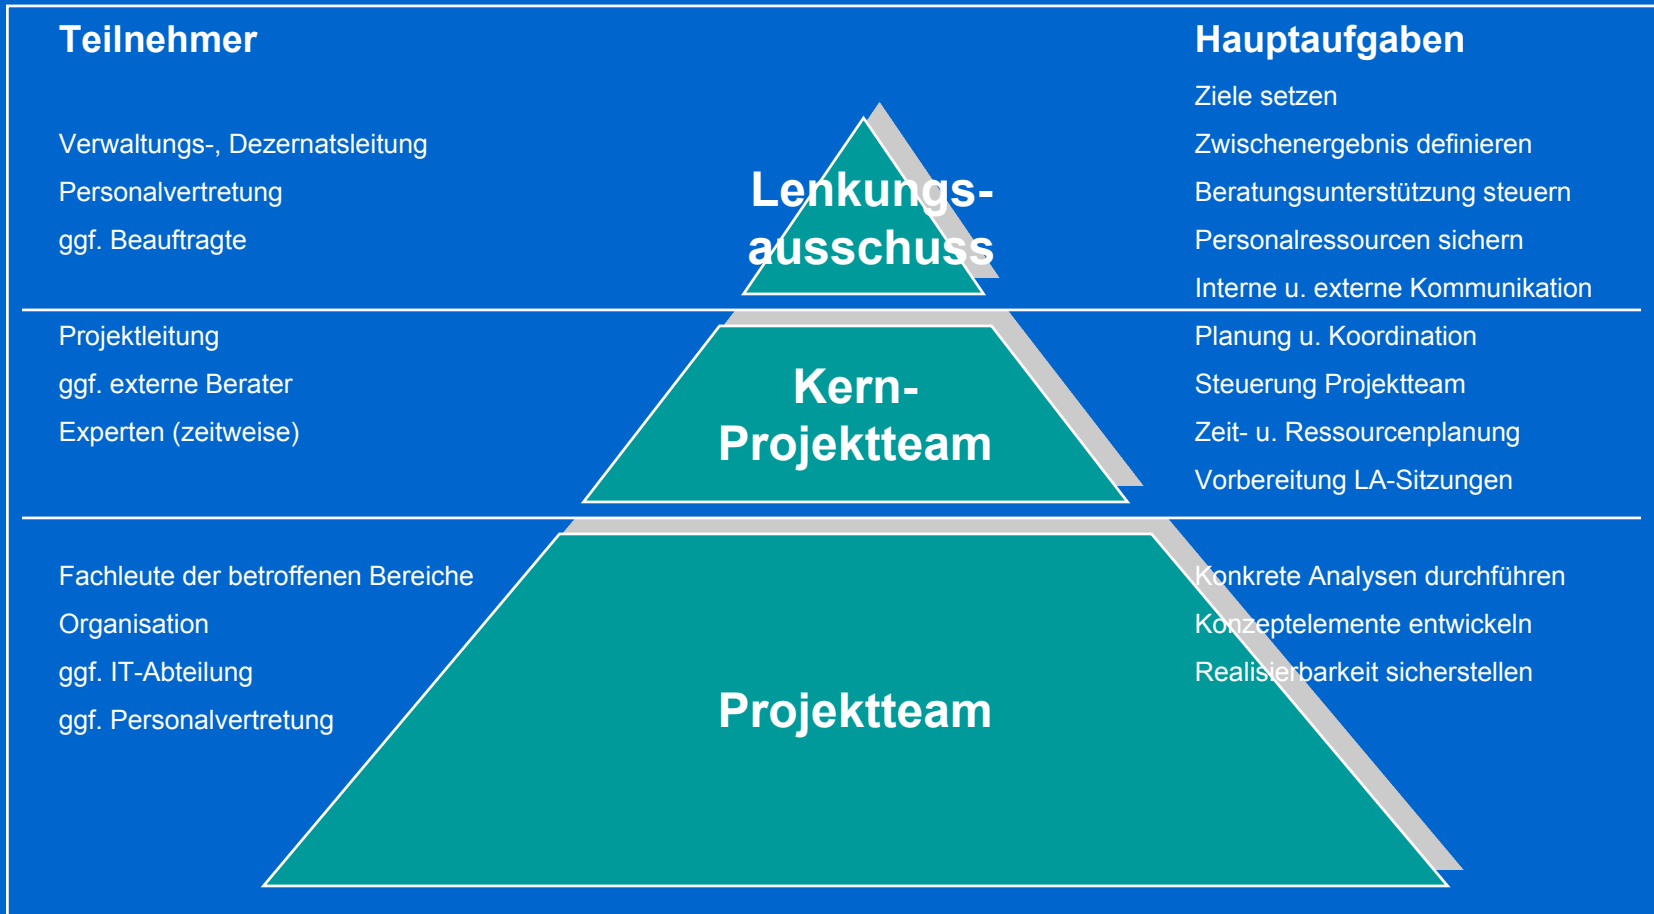 Teilnehmer
Hauptaufgaben
Verwaltungs-, Dezernatsleitung
Personalvertretung
ggf. Beauftragte
Lenkungs-
ausschuss
Ziele setzen
Zwischenergebnis definieren
Beratungsunterstützung steuern
Personalressourcen sichern
Interne u. externe Kommunikation
Projektleitung
ggf. externe Berater
Experten (zeitweise)
Kern-
Projektteam
Planung u. Koordination
Steuerung Projektteam
Zeit- u. Ressourcenplanung
Vorbereitung LA-Sitzungen
Fachleute der betroffenen Bereiche
Organisation
ggf. IT-Abteilung
ggf. Personalvertretung
Projektteam
Konkrete Analysen durchführen
Konzeptelemente entwickeln
Realisierbarkeit sicherstellen